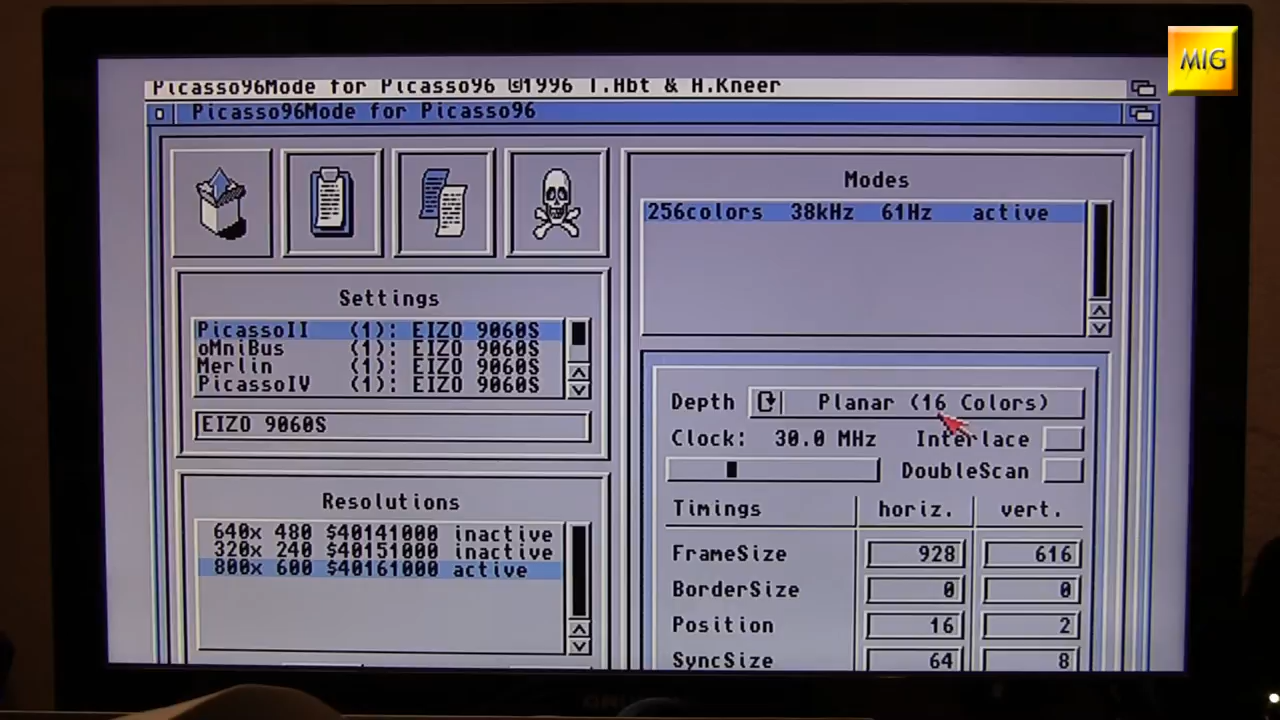 MIG
Picasso96Mode for Picasso96 ©1996 T.Abt & H.Kneer
Picasso96Mode for Picasso96
Settings
PicassoII (1): EIZO 9060S
oMniBus (1): EIZO 9060S
Merlin (1): EIZO 9060S
PicassoIV (1): EIZO 9060S
EIZO 9060S
Resolutions
640x 480 $40141000 inactive
320x 240 $40151000 inactive
800x 600 $40161000 active
Modes
256colors 38kHz 61Hz active
Depth Planar (16 Colors)
Clock: 30.0 MHz Interlace
DoubleScan
Timings horiz. vert.
FrameSize 928 616
BorderSize 0 0
Position 16 2
SyncSize 64 8